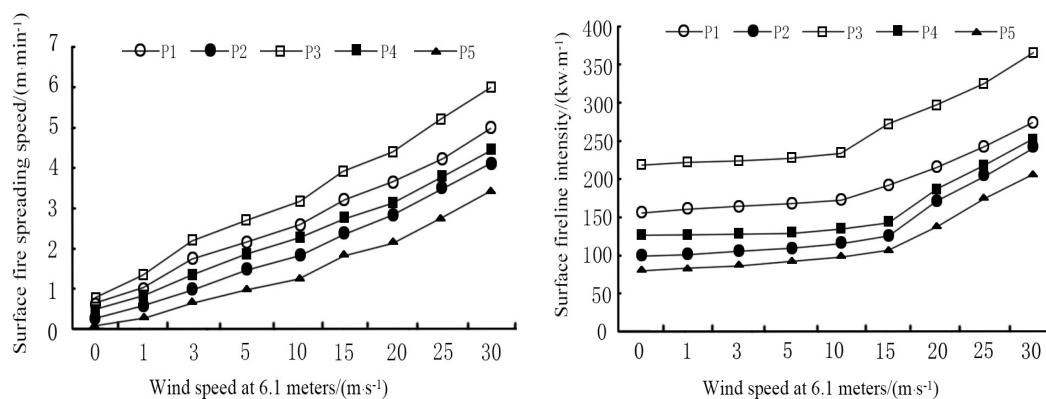 Surface fire spreading speed/(m·min⁻¹)
P1 P2 P3 P4 P5
7
6
5
4
3
2
1
0
0 1 3 5 10 15 20 25 30
Wind speed at 6.1 meters/(m·s⁻¹)
Surface fireline intensity/(kw·m⁻¹)
P1 P2 P3 P4 P5
400
350
300
250
200
150
100
50
0
0 1 3 5 10 15 20 25 30
Wind speed at 6.1 meters/(m·s⁻¹)